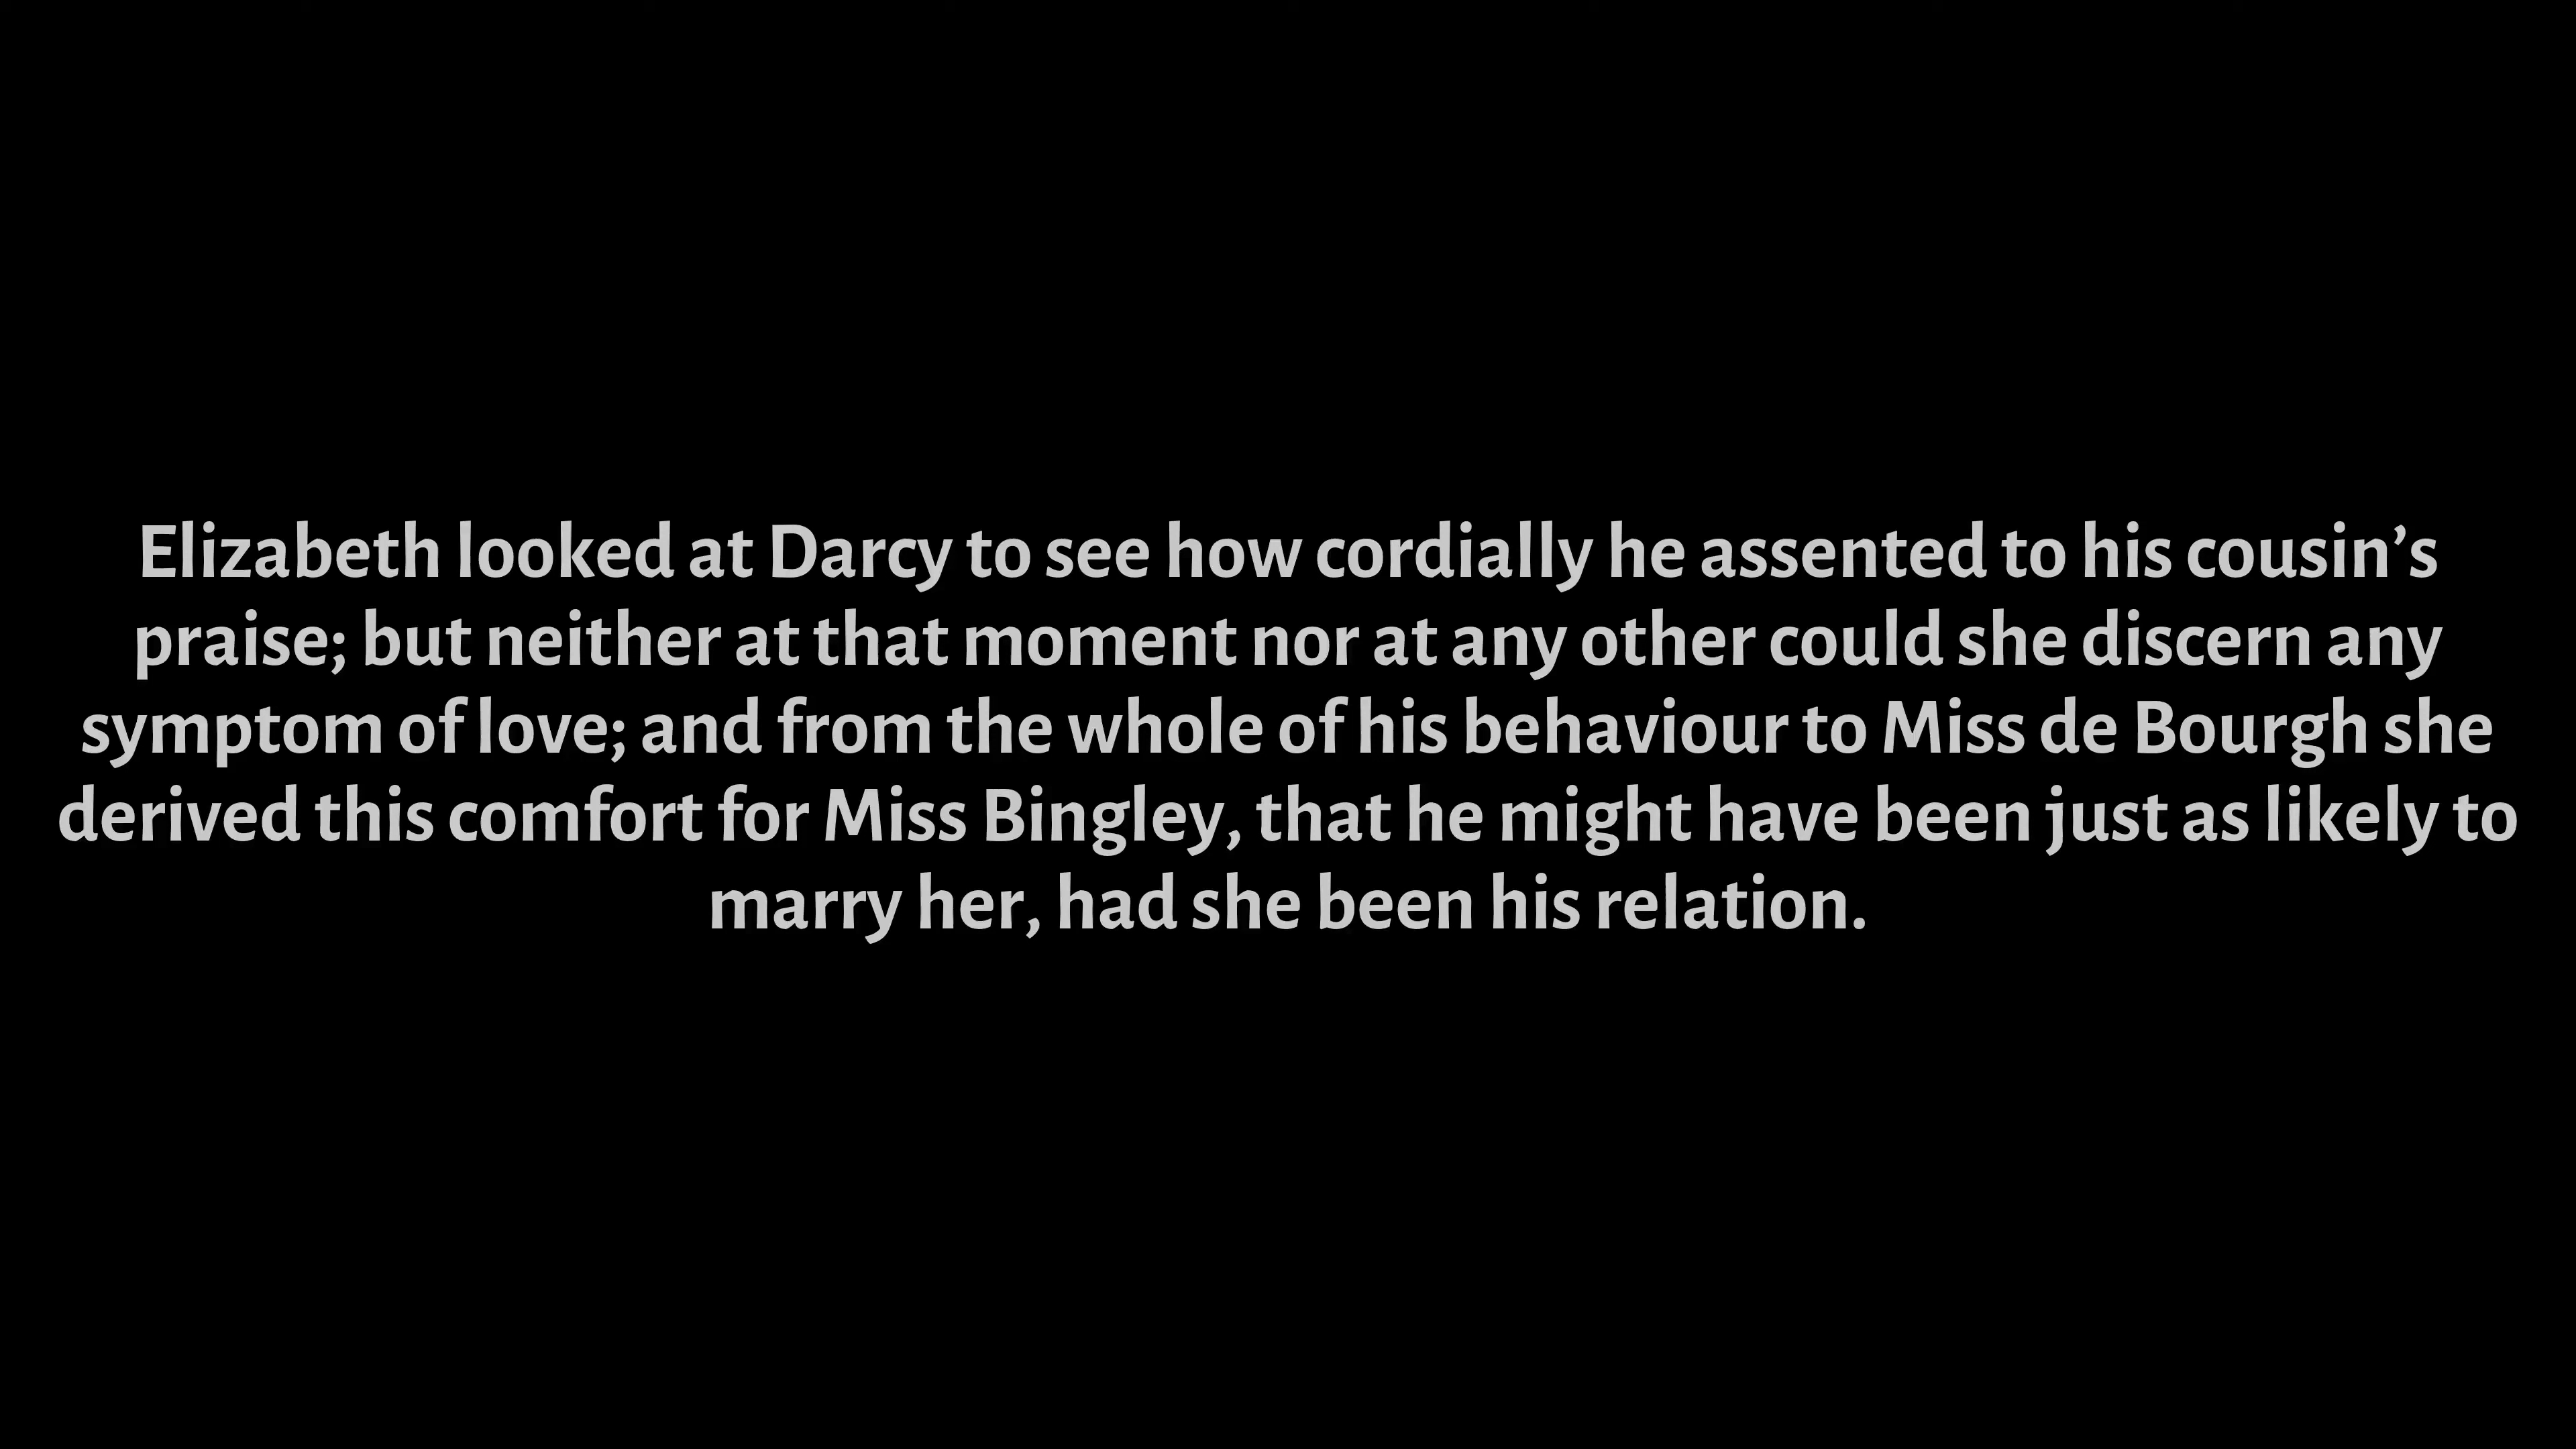 Elizabeth looked at Darcy to see how cordially he assented to his cousin’s
praise; but neither at that moment nor at any other could she discern any
symptom of love; and from the whole of his behaviour to Miss de Bourgh she
derived this comfort for Miss Bingley, that he might have been just as likely to
marry her, had she been his relation.